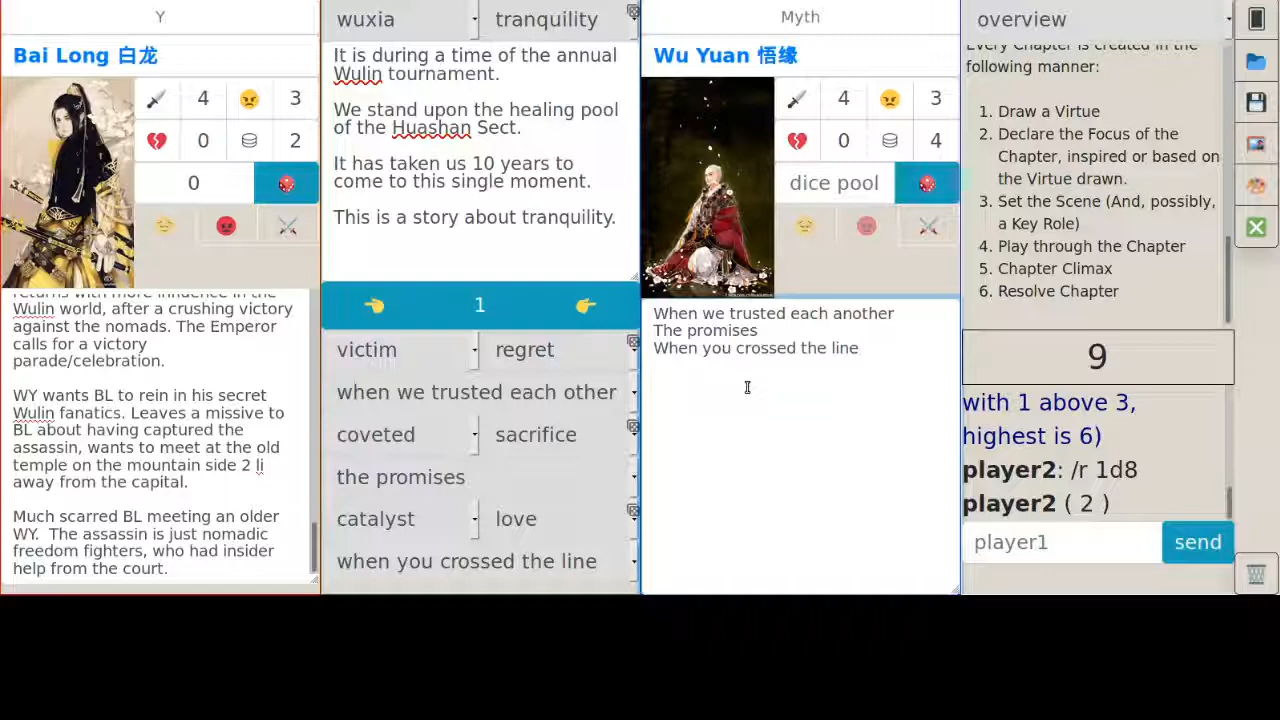 Y
Bai Long 白龙
4
3
0
2
0
returns with more influence in the
Wulin world, after a crushing victory
against the nomads. The Emperor
calls for a victory
parade/celebration.
WY wants BL to rein in his secret
Wulin fanatics. Leaves a missive to
BL about having captured the
assassin, wants to meet at the old
temple on the mountain side 2 li
away from the capital.
Much scarred BL meeting an older
WY.  The assassin is just nomadic
freedom fighters, who had insider
help from the court.
wuxia
tranquility
It is during a time of the annual
Wulin tournament.
We stand upon the healing pool
of the Huashan Sect.
It has taken us 10 years to
come to this single moment.
This is a story about tranquility.
1
victim
regret
when we trusted each other
coveted
sacrifice
the promises
catalyst
love
when you crossed the line
Myth
Wu Yuan 悟缘
4
3
0
4
dice pool
When we trusted each another
The promises
When you crossed the line
overview
Every Chapter is created in the
following manner:
1. Draw a Virtue
2. Declare the Focus of the
Chapter, inspired or based on
the Virtue drawn.
3. Set the Scene (And, possibly,
a Key Role)
4. Play through the Chapter
5. Chapter Climax
6. Resolve Chapter
9
with 1 above 3,
highest is 6)
player2: /r 1d8
player2 ( 2 )
player1
send